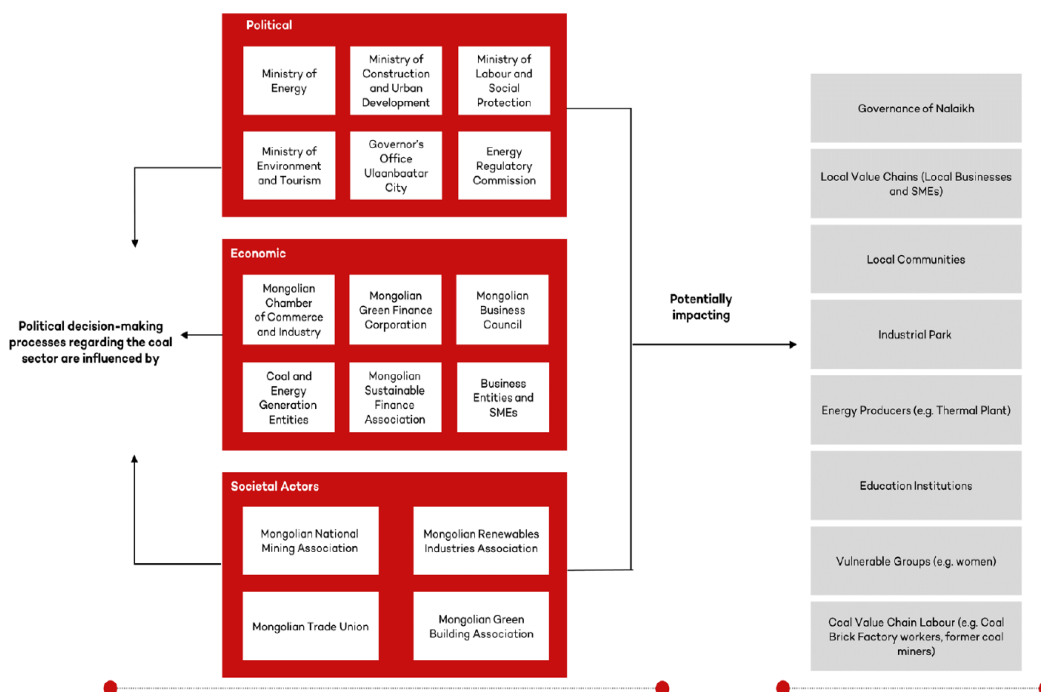 Political
Ministry of
Energy
Ministry of
Construction
and Urban
Development
Ministry of
Labour and
Social
Protection
Ministry of
Environment
and Tourism
Governor's
Office
Ulaanbaatar
City
Energy
Regulatory
Commission
Economic
Mongolian
Chamber
of Commerce
and Industry
Mongolian
Green Finance
Corporation
Mongolian
Business
Council
Coal and
Energy
Generation
Entities
Mongolian
Sustainable
Finance
Association
Business
Entities and
SMEs
Societal Actors
Mongolian National
Mining Association
Mongolian Renewables
Industries Association
Mongolian Trade Union
Mongolian Green
Building Association
Political decision-making
processes regarding the coal
sector are influenced by
Potentially
impacting
Governance of Nalaikh
Local Value Chains (Local Businesses
and SMEs)
Local Communities
Industrial Park
Energy Producers (e.g. Thermal Plant)
Education Institutions
Vulnerable Groups (e.g. women)
Coal Value Chain Labour (e.g. Coal
Brick Factory workers, former coal
miners)